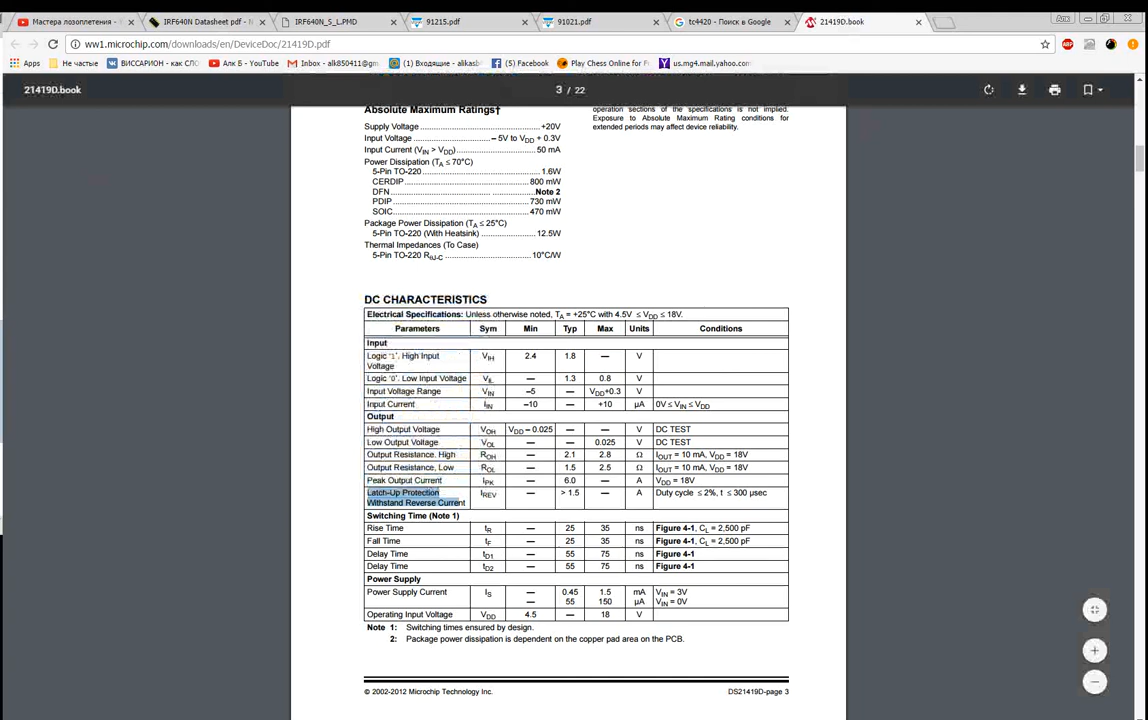 Мастера лозоплетения - I
IRF640N Datasheet pdf -
IRF640N_S_L.PMD
91215.pdf
91021.pdf
tc4420 - Поиск в Google
21419D.book
ww1.microchip.com/downloads/en/DeviceDoc/21419D.pdf
Apps
Не частые
ВИССАРИОН - как СЛО
Алк Б - YouTube
Inbox - alk850411@gm
(1) Входящие - alikasb
(5) Facebook
Play Chess Online for F
us.mg4.mail.yahoo.com
21419D.book
3 / 22
Absolute Maximum Ratings†
Supply Voltage ..... +20V
Input Voltage ..... – 5V to VDD + 0.3V
Input Current (VIN > VDD)..... 50 mA
Power Dissipation (TA ≤ 70°C)
5-Pin TO-220 ..... 1.6W
CERDIP ..... 800 mW
DFN ..... Note 2
PDIP ..... 730 mW
SOIC ..... 470 mW
Package Power Dissipation (TA ≤ 25°C)
5-Pin TO-220 (With Heatsink) ..... 12.5W
Thermal Impedances (To Case)
5-Pin TO-220 RθJ-C ..... 10°C/W
operation sections of the specifications is not implied.
Exposure to Absolute Maximum Rating conditions for
extended periods may affect device reliability.
DC CHARACTERISTICS
Electrical Specifications: Unless otherwise noted, TA = +25°C with 4.5V ≤ VDD ≤ 18V.
Parameters Sym Min Typ Max Units Conditions
Input
Logic '1', High Input Voltage VIH 2.4 1.8 — V
Logic '0', Low Input Voltage VIL — 1.3 0.8 V
Input Voltage Range VIN –5 — VDD+0.3 V
Input Current IIN –10 — +10 µA 0V ≤ VIN ≤ VDD
Output
High Output Voltage VOH VDD – 0.025 — — V DC TEST
Low Output Voltage VOL — — 0.025 V DC TEST
Output Resistance, High ROH — 2.1 2.8 Ω IOUT = 10 mA, VDD = 18V
Output Resistance, Low ROL — 1.5 2.5 Ω IOUT = 10 mA, VDD = 18V
Peak Output Current IPK — 6.0 — A VDD = 18V
Latch-Up Protection Withstand Reverse Current IREV — > 1.5 — A Duty cycle ≤ 2%, t ≤ 300 µsec
Switching Time (Note 1)
Rise Time tR — 25 35 ns Figure 4-1, CL = 2,500 pF
Fall Time tF — 25 35 ns Figure 4-1, CL = 2,500 pF
Delay Time tD1 — 55 75 ns Figure 4-1
Delay Time tD2 — 55 75 ns Figure 4-1
Power Supply
Power Supply Current IS — 0.45 1.5 mA VIN = 3V
— 55 150 µA VIN = 0V
Operating Input Voltage VDD 4.5 — 18 V
Note 1: Switching times ensured by design.
2: Package power dissipation is dependent on the copper pad area on the PCB.
© 2002-2012 Microchip Technology Inc.
DS21419D-page 3